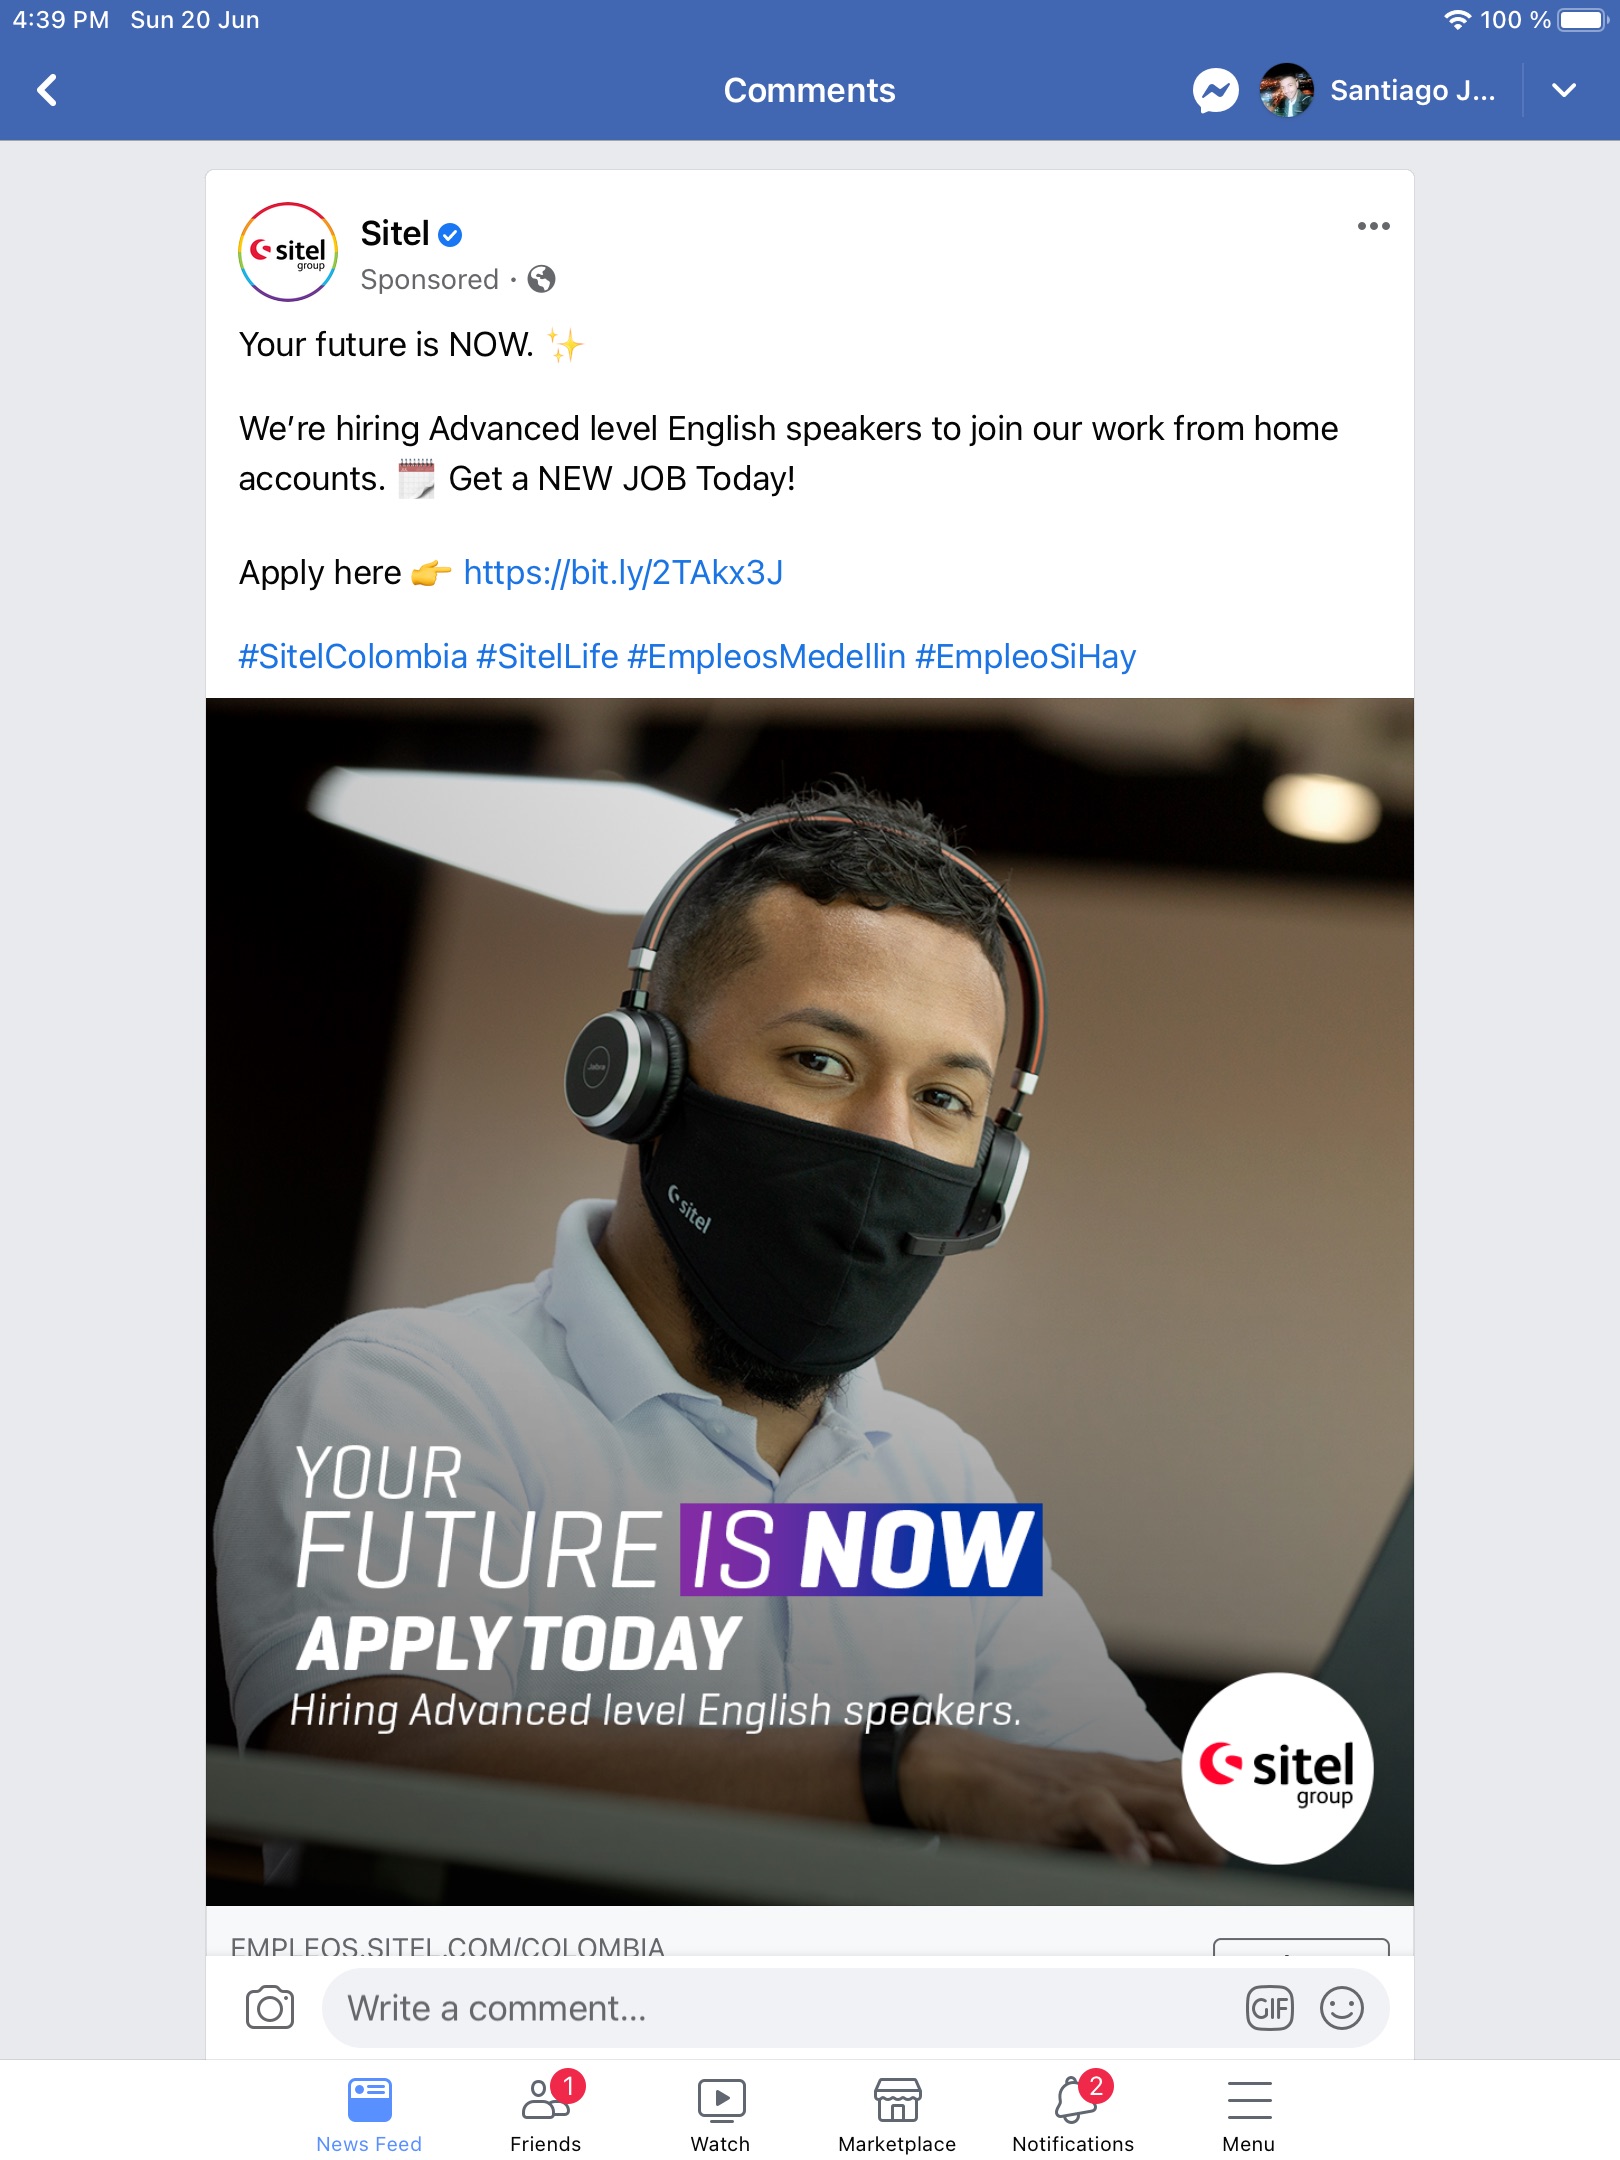 4:39 PM Sun 20 Jun
100 %
Comments
Santiago J...
sitel
group
Sitel
Sponsored ·
Your future is NOW. ✨
We're hiring Advanced level English speakers to join our work from home
accounts. 🗒️ Get a NEW JOB Today!
Apply here 👉 https://bit.ly/2TAkx3J
#SitelColombia #SitelLife #EmpleosMedellin #EmpleoSiHay
Jabra
sitel
YOUR
FUTURE IS NOW
APPLY TODAY
Hiring Advanced level English speakers.
sitel
group
EMPLEOS.SITEL.COM/COLOMBIA
Write a comment...
GIF
1
2
News Feed
Friends
Watch
Marketplace
Notifications
Menu